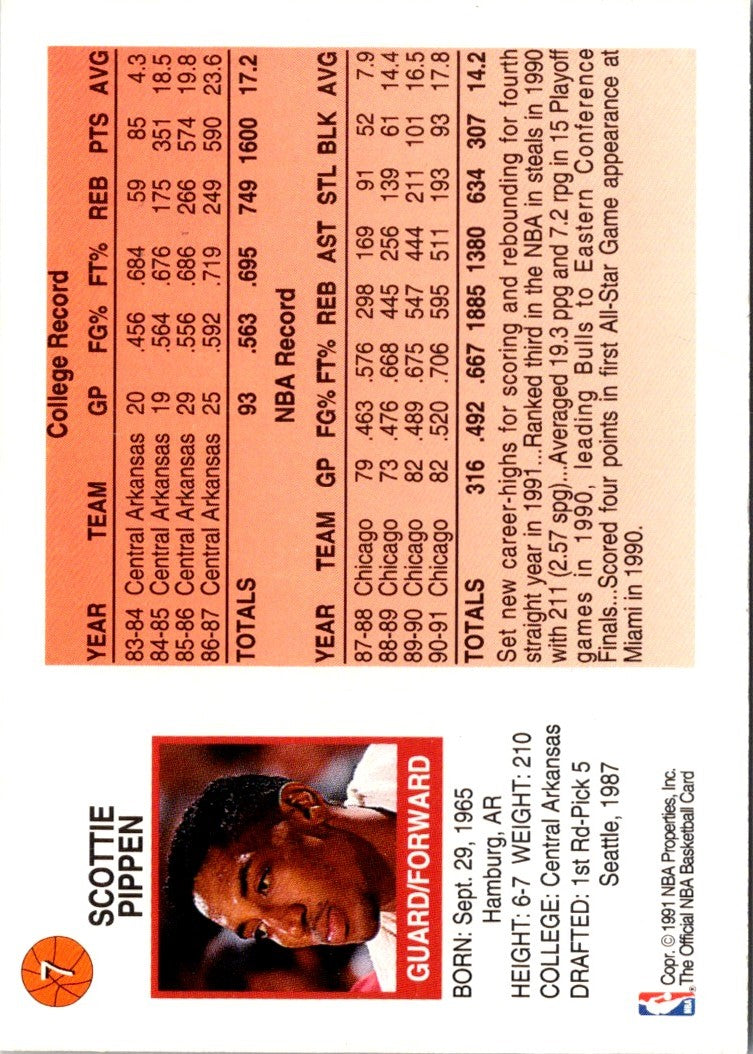 7
SCOTTIE
PIPPEN
GUARD/FORWARD
BORN: Sept. 29, 1965
Hamburg, AR
HEIGHT: 6-7 WEIGHT: 210
COLLEGE: Central Arkansas
DRAFTED: 1st Rd-Pick 5
Seattle, 1987
NBA
Copr. © 1991 NBA Properties, Inc.
The Official NBA Basketball Card
College Record
YEAR TEAM GP FG% FT% REB PTS AVG
83-84 Central Arkansas 20 .456 .684 59 85 4.3
84-85 Central Arkansas 19 .564 .676 175 351 18.5
85-86 Central Arkansas 29 .556 .686 266 574 19.8
86-87 Central Arkansas 25 .592 .719 249 590 23.6
TOTALS 93 .563 .695 749 1600 17.2
NBA Record
YEAR TEAM GP FG% FT% REB AST STL BLK AVG
87-88 Chicago 79 .463 .576 298 169 91 52 7.9
88-89 Chicago 73 .476 .668 445 256 139 61 14.4
89-90 Chicago 82 .489 .675 547 444 211 101 16.5
90-91 Chicago 82 .520 .706 595 511 193 93 17.8
TOTALS 316 .492 .667 1885 1380 634 307 14.2
Set new career-highs for scoring and rebounding for fourth
straight year in 1991...Ranked third in the NBA in steals in 1990
with 211 (2.57 spg)...Averaged 19.3 ppg and 7.2 rpg in 15 Playoff
games in 1990, leading Bulls to Eastern Conference
Finals...Scored four points in first All-Star Game appearance at
Miami in 1990.